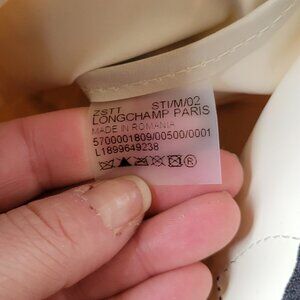 ZSTT STI/M/02
LONGCHAMP PARIS
MADE IN ROMANIA
5700001809/00500/0001
L1899649238